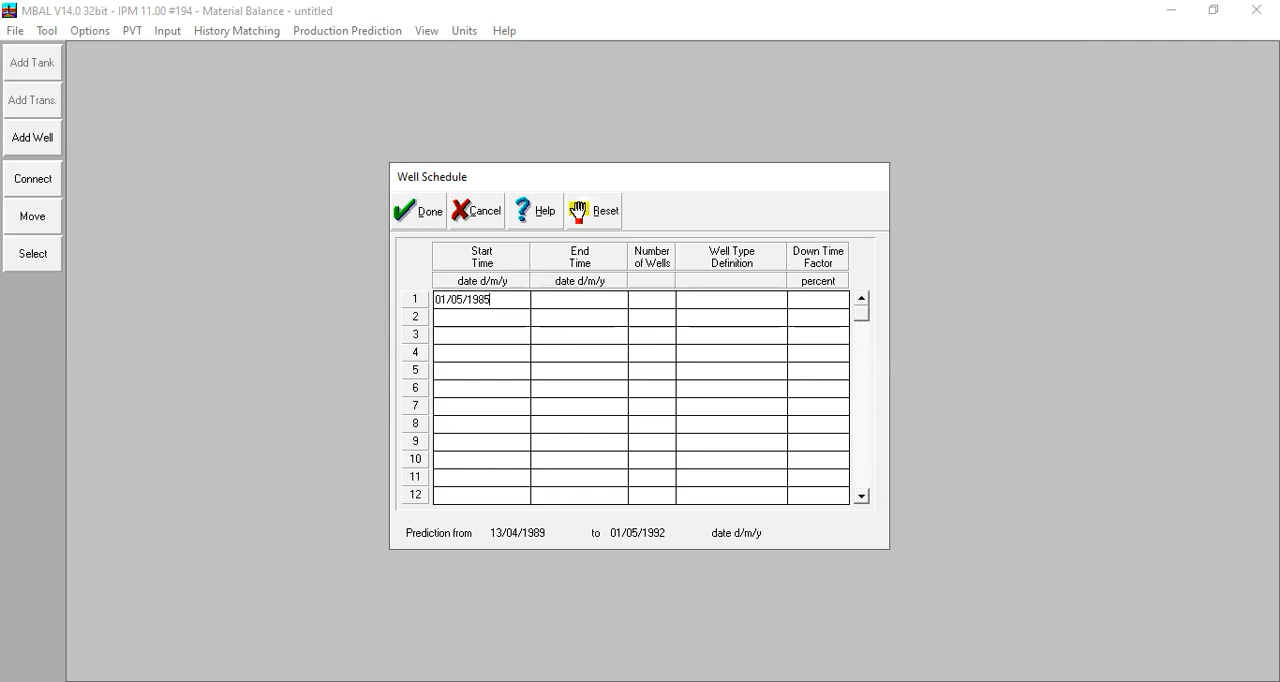 MBAL V14.0 32bit - IPM 11.00 #194 - Material Balance - untitled
File Tool Options PVT Input History Matching Production Prediction View Units Help
Add Tank
Add Trans.
Add Well
Connect
Move
Select
Well Schedule
Done Cancel Help Reset
Start Time End Time Number of Wells Well Type Definition Down Time Factor
date d/m/y date d/m/y percent
1 01/05/1985
2
3
4
5
6
7
8
9
10
11
12
Prediction from 13/04/1989 to 01/05/1992 date d/m/y